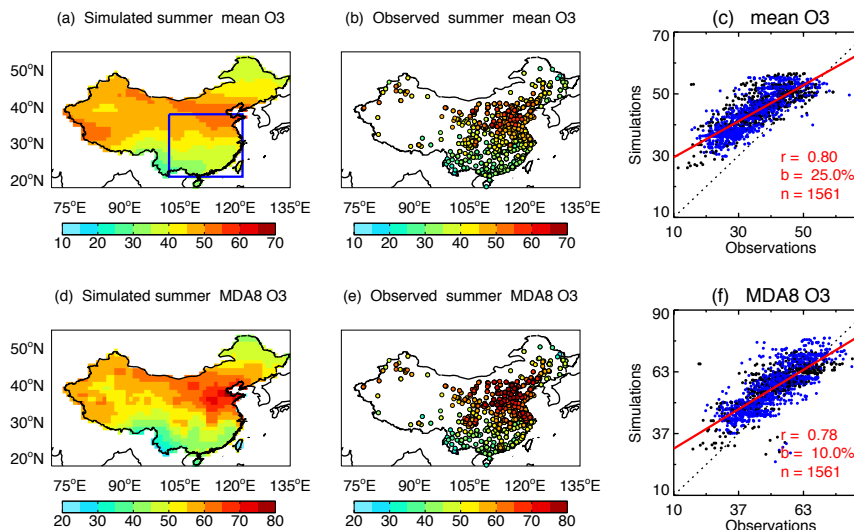 (a) Simulated summer mean O3
(b) Observed summer mean O3
(c) mean O3
50°N
40°N
30°N
20°N
75°E 90°E 105°E 120°E 135°E
10 20 30 40 50 60 70
75°E 90°E 105°E 120°E 135°E
10 20 30 40 50 60 70
70
50
30
10
Simulations
r = 0.80
b = 25.0%
n = 1561
10 30 50
Observations
(d) Simulated summer MDA8 O3
(e) Observed summer MDA8 O3
(f) MDA8 O3
50°N
40°N
30°N
20°N
75°E 90°E 105°E 120°E 135°E
20 30 40 50 60 70 80
75°E 90°E 105°E 120°E 135°E
20 30 40 50 60 70 80
90
63
37
10
Simulations
r = 0.78
b = 10.0%
n = 1561
10 37 63
Observations